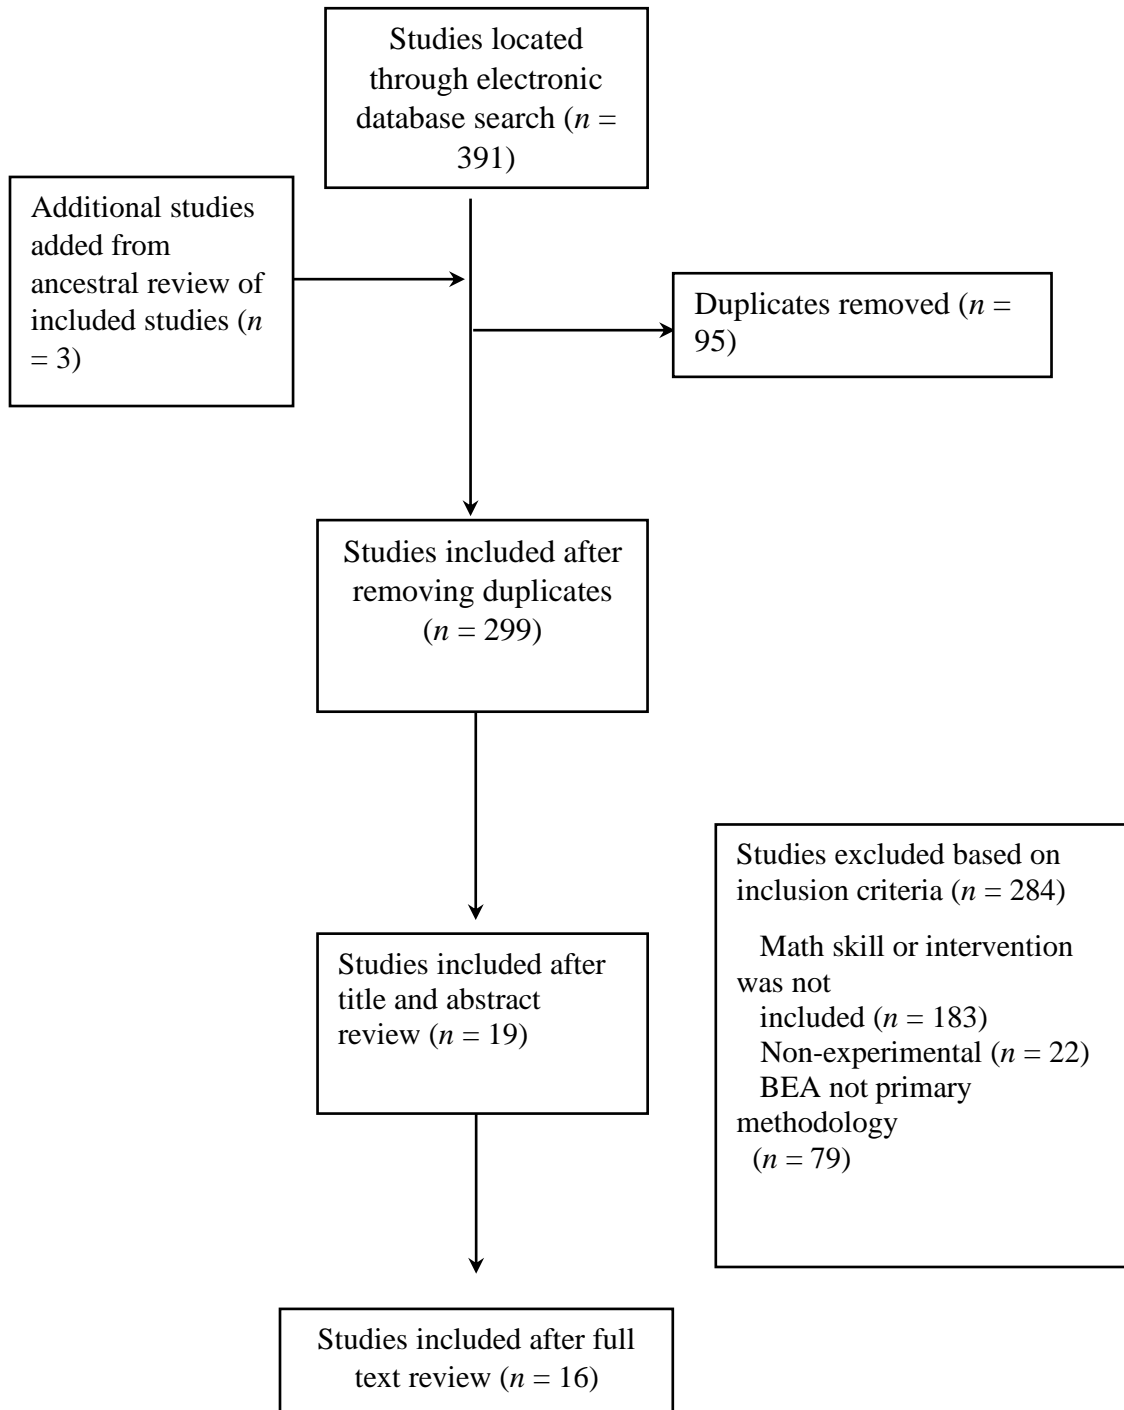 Studies located
through electronic
database search (n =
391)
Additional studies
added from
ancestral review of
included studies (n
= 3)
Duplicates removed (n =
95)
Studies included after
removing duplicates
(n = 299)
Studies excluded based on
inclusion criteria (n = 284)
Math skill or intervention
was not
included (n = 183)
Non-experimental (n = 22)
BEA not primary
methodology
(n = 79)
Studies included after
title and abstract
review (n = 19)
Studies included after full
text review (n = 16)